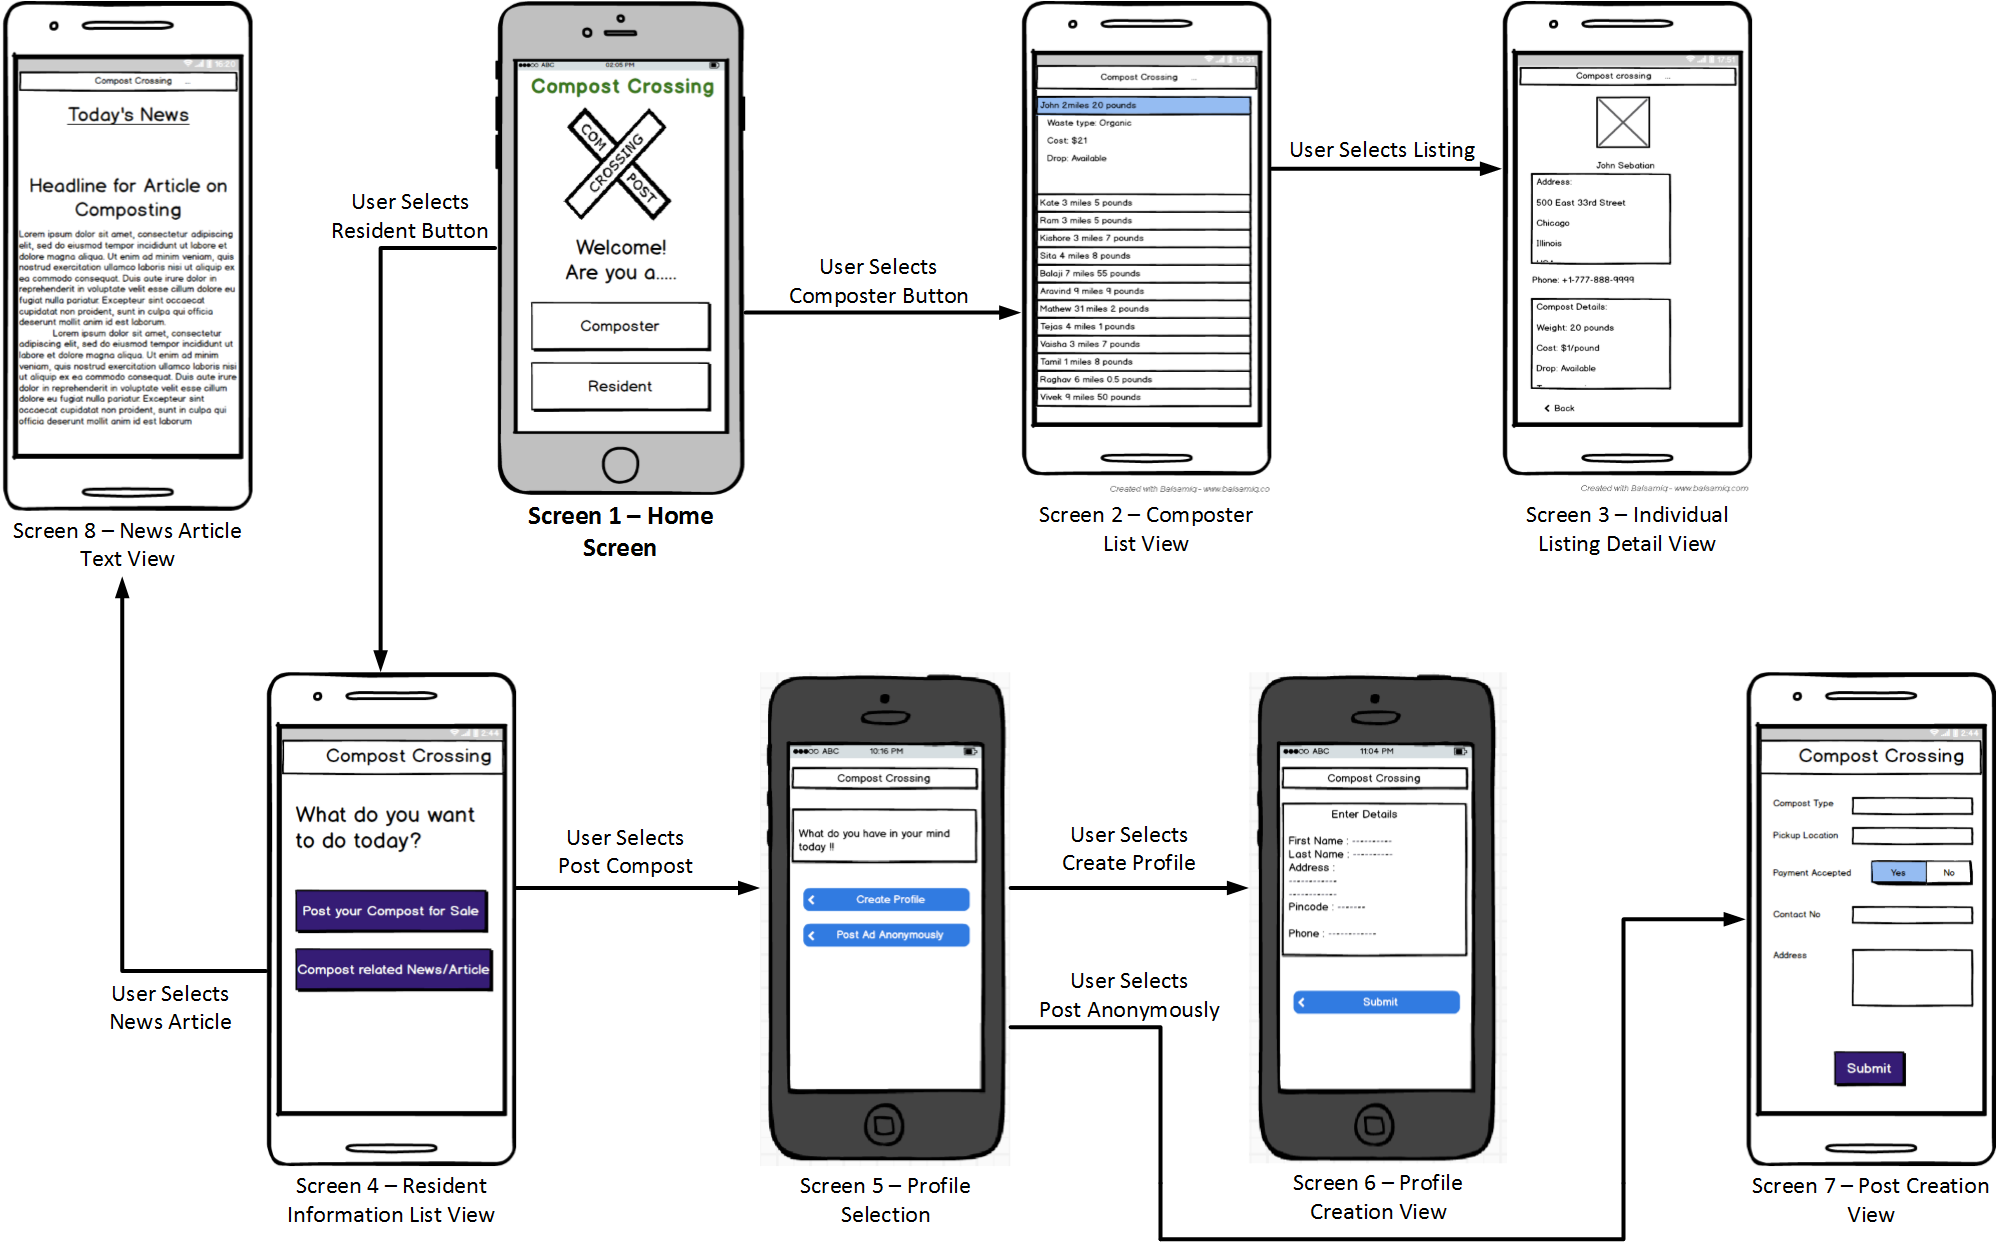 16:20
Compost Crossing ...
Today's News
Headline for Article on
Composting
Lorem ipsum dolor sit amet, consectetur adipiscing
elit, sed do eiusmod tempor incididunt ut labore et
dolore magna aliqua. Ut enim ad minim veniam, quis
nostrud exercitation ullamco laboris nisi ut aliquip ex
ea commodo consequat. Duis aute irure dolor in
reprehenderit in voluptate velit esse cillum dolore eu
fugiat nulla pariatur. Excepteur sint occaecat
cupidatat non proident, sunt in culpa qui officia
deserunt mollit anim id est laborum.
Lorem ipsum dolor sit amet, consectetur
adipiscing elit, sed do eiusmod tempor incididunt ut
labore et dolore magna aliqua. Ut enim ad minim
veniam, quis nostrud exercitation ullamco laboris nisi
ut aliquip ex ea commodo consequat. Duis aute irure
dolor in reprehenderit in voluptate velit esse cillum
dolore eu fugiat nulla pariatur. Excepteur sint
occaecat cupidatat non proident, sunt in culpa qui
officia deserunt mollit anim id est laborum
Screen 8 – News Article
Text View
User Selects
Resident Button
ABC 02:05 PM
Compost Crossing
COM
POST
CROSSING
Welcome!
Are you a.....
Composter
Resident
Screen 1 – Home
Screen
User Selects
Composter Button
13:31
Compost Crossing ...
John 2miles 20 pounds
Waste type: Organic
Cost: $21
Drop: Available
Kate 3 miles 5 pounds
Ram 3 miles 5 pounds
Kishore 3 miles 7 pounds
Sita 4 miles 8 pounds
Balaji 7 miles 55 pounds
Aravind 9 miles 9 pounds
Mathew 31 miles 2 pounds
Tejas 4 miles 1 pounds
Vaisha 3 miles 7 pounds
Tamil 1 miles 8 pounds
Raghav 6 miles 0.5 pounds
Vivek 9 miles 50 pounds
Created with Balsamiq - www.balsamiq.co
Screen 2 – Composter
List View
User Selects Listing
17:51
Compost crossing ...
John Sebatian
Address:
500 East 33rd Street
Chicago
Illinois
Phone: +1-777-888-9999
Compost Details:
Weight: 20 pounds
Cost: $1/pound
Drop: Available
Back
Created with Balsamiq - www.balsamiq.com
Screen 3 – Individual
Listing Detail View
User Selects
News Article
2:44
Compost Crossing
What do you want
to do today?
Post your Compost for Sale
Compost related News/Article
Screen 4 – Resident
Information List View
User Selects
Post Compost
ABC 10:16 PM
Compost Crossing
What do you have in your mind
today !!
Create Profile
Post Ad Anonymously
Screen 5 – Profile
Selection
User Selects
Create Profile
User Selects
Post Anonymously
ABC 11:04 PM
Compost Crossing
Enter Details
First Name : ----------
Last Name : ----------
Address :
------------
------------
Pincode : -------
Phone : ------------
Submit
Screen 6 – Profile
Creation View
2:44
Compost Crossing
Compost Type
Pickup Location
Payment Accepted Yes No
Contact No
Address
Submit
Screen 7 – Post Creation
View